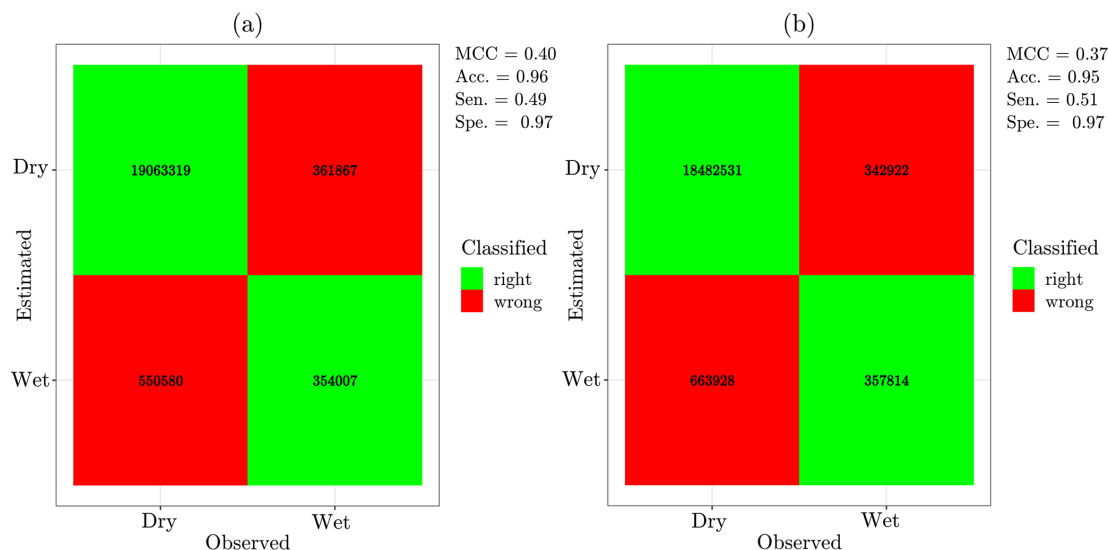 (a)
MCC = 0.40
Acc. = 0.96
Sen. = 0.49
Spe. = 0.97
Dry
19063319
361867
Estimated
Classified
right
wrong
Wet
550580
354007
Dry
Wet
Observed
(b)
MCC = 0.37
Acc. = 0.95
Sen. = 0.51
Spe. = 0.97
Dry
18482531
342922
Estimated
Classified
right
wrong
Wet
663928
357814
Dry
Wet
Observed